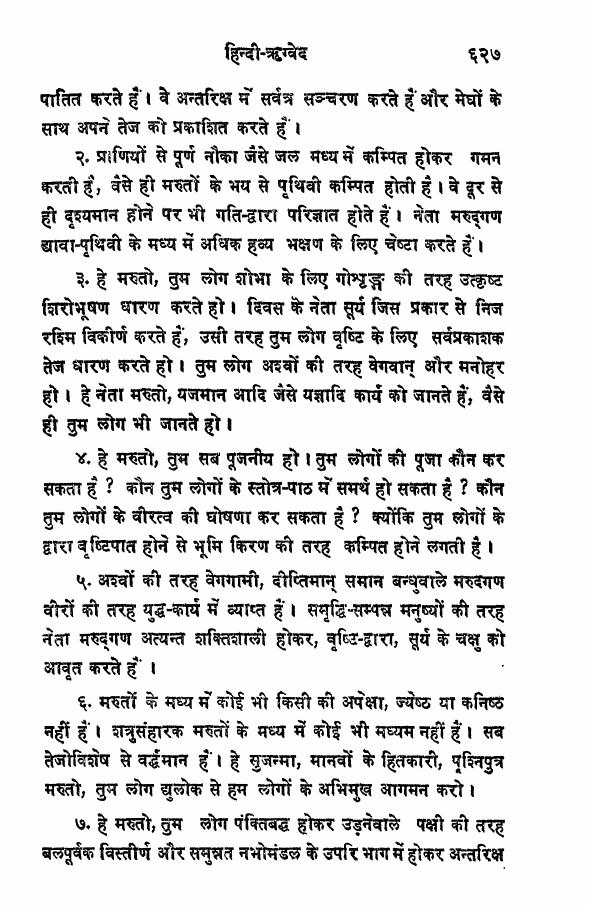 हिन्दी-ऋग्वेद ६२७
पातित करते हैं। वे अन्तरिक्ष में सर्वत्र सञ्चरण करते हैं और मेघों के
साथ अपने तेज को प्रकाशित करते हैं।
२. प्राणियों से पूर्ण नौका जैसे जल मध्य में कम्पित होकर गमन
करती है, वैसे ही मरुतों के भय से पृथिवी कम्पित होती है। वे दूर से
ही दृश्यमान होने पर भी गति-द्वारा परिज्ञात होते हैं। नेता मरुद्गण
द्यावा-पृथिवी के मध्य में अधिक हव्य भक्षण के लिए चेष्टा करते हैं।
३. हे मरुतो, तुम लोग शोभा के लिए गोशृङ्ग की तरह उत्कृष्ट
शिरोभूषण धारण करते हो। दिवस के नेता सूर्य जिस प्रकार से निज
रश्मि विकीर्ण करते हैं, उसी तरह तुम लोग वृष्टि के लिए सर्वप्रकाशक
तेज धारण करते हो। तुम लोग अश्वों की तरह वेगवान् और मनोहर
हो। हे नेता मरुतो, यजमान आदि जैसे यज्ञादि कार्य को जानते हैं, वैसे
ही तुम लोग भी जानते हो।
४. हे मरुतो, तुम सब पूजनीय हो। तुम लोगों की पूजा कौन कर
सकता है ? कौन तुम लोगों के स्तोत्र-पाठ में समर्थ हो सकता है ? कौन
तुम लोगों के वीरत्व की घोषणा कर सकता है ? क्योंकि तुम लोगों के
द्वारा वृष्टिपात होने से भूमि किरण की तरह कम्पित होने लगती है।
५. अश्वों की तरह वेगगामी, दीप्तिमान् समान बन्धुवाले मरुद्गण
वीरों की तरह युद्ध-कार्य में व्याप्त हैं। समृद्धि-सम्पन्न मनुष्यों की तरह
नेता मरुद्गण अत्यन्त शक्तिशाली होकर, वृष्टि-द्वारा, सूर्य के चक्षु को
आवृत करते हैं ।
६. मरुतों के मध्य में कोई भी किसी की अपेक्षा, ज्येष्ठ या कनिष्ठ
नहीं हैं। शत्रुसंहारक मरुतों के मध्य में कोई भी मध्यम नहीं हैं। सब
तेजोविशेष से वर्द्धमान हैं। हे सुजन्मा, मानवों के हितकारी, पृश्निपुत्र
मरुतो, तुम लोग द्युलोक से हम लोगों के अभिमुख आगमन करो।
७. हे मरुतो, तुम लोग पंक्तिबद्ध होकर उड़नेवाले पक्षी की तरह
बलपूर्वक विस्तीर्ण और समुन्नत नभोमंडल के उपरि भाग में होकर अन्तरिक्ष